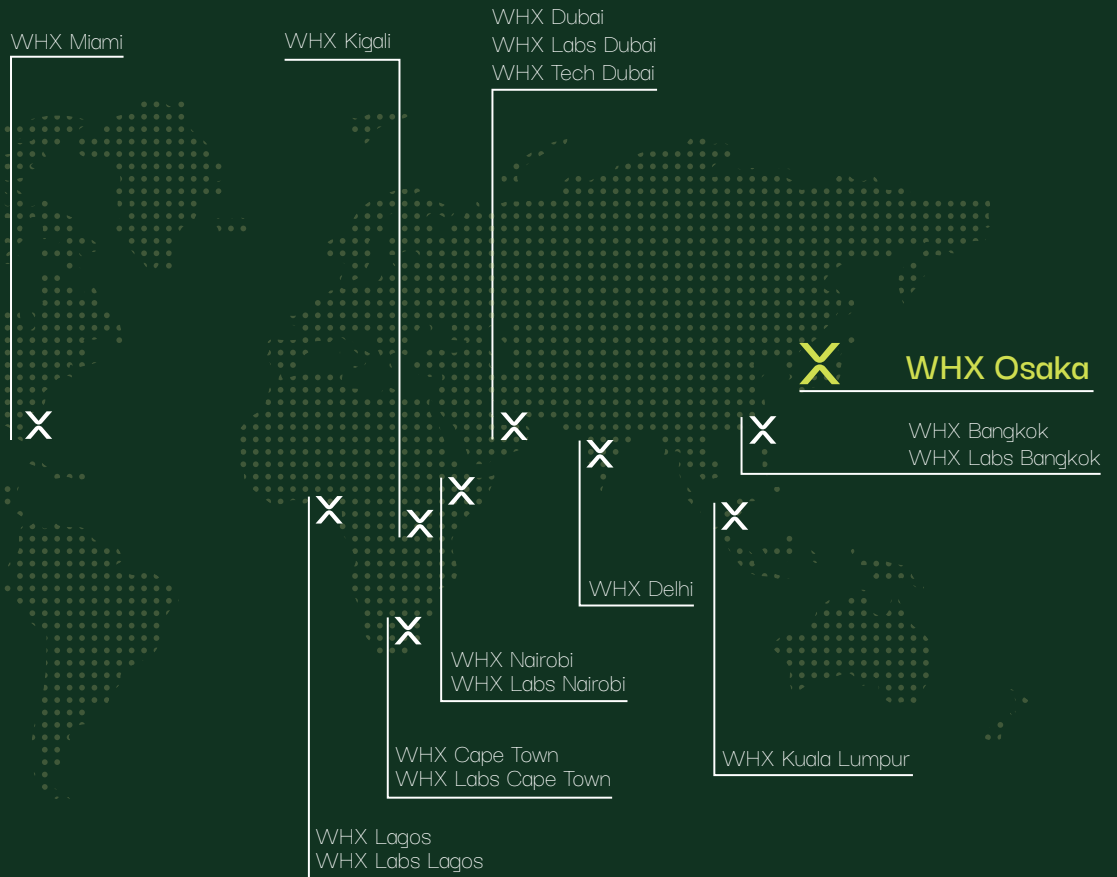 WHX Miami
WHX Kigali
WHX Dubai
WHX Labs Dubai
WHX Tech Dubai
WHX Osaka
WHX Bangkok
WHX Labs Bangkok
WHX Delhi
WHX Nairobi
WHX Labs Nairobi
WHX Cape Town
WHX Labs Cape Town
WHX Kuala Lumpur
WHX Lagos
WHX Labs Lagos